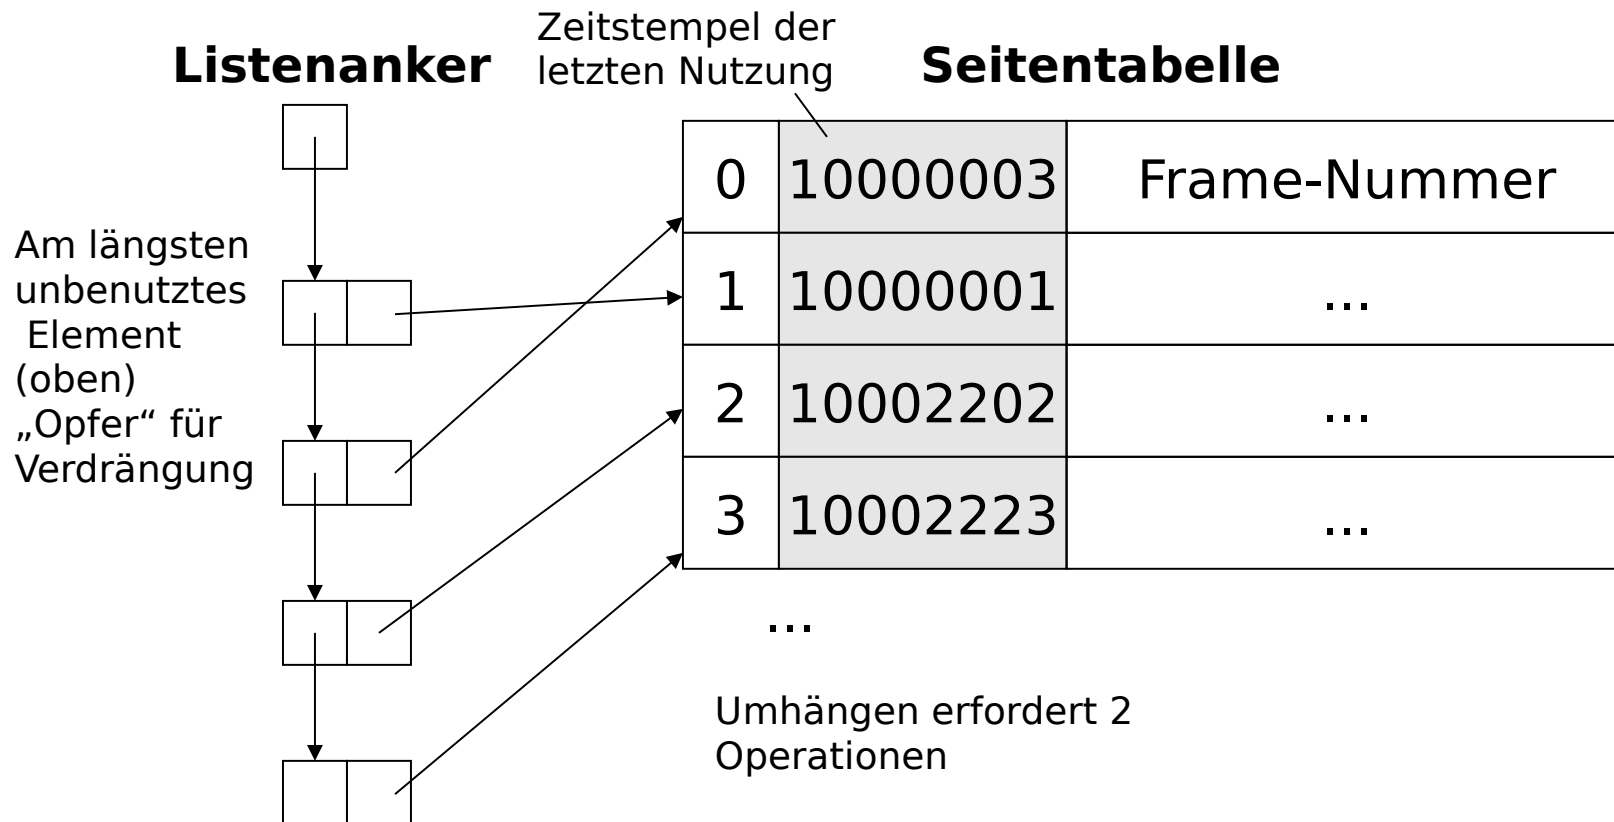 Zeitstempel der
letzten Nutzung
Listenanker
Seitentabelle
0 10000003 Frame-Nummer
1 10000001 ...
2 10002202 ...
3 10002223 ...
...
Am längsten
unbenutztes
Element
(oben)
„Opfer“ für
Verdrängung
Umhängen erfordert 2
Operationen